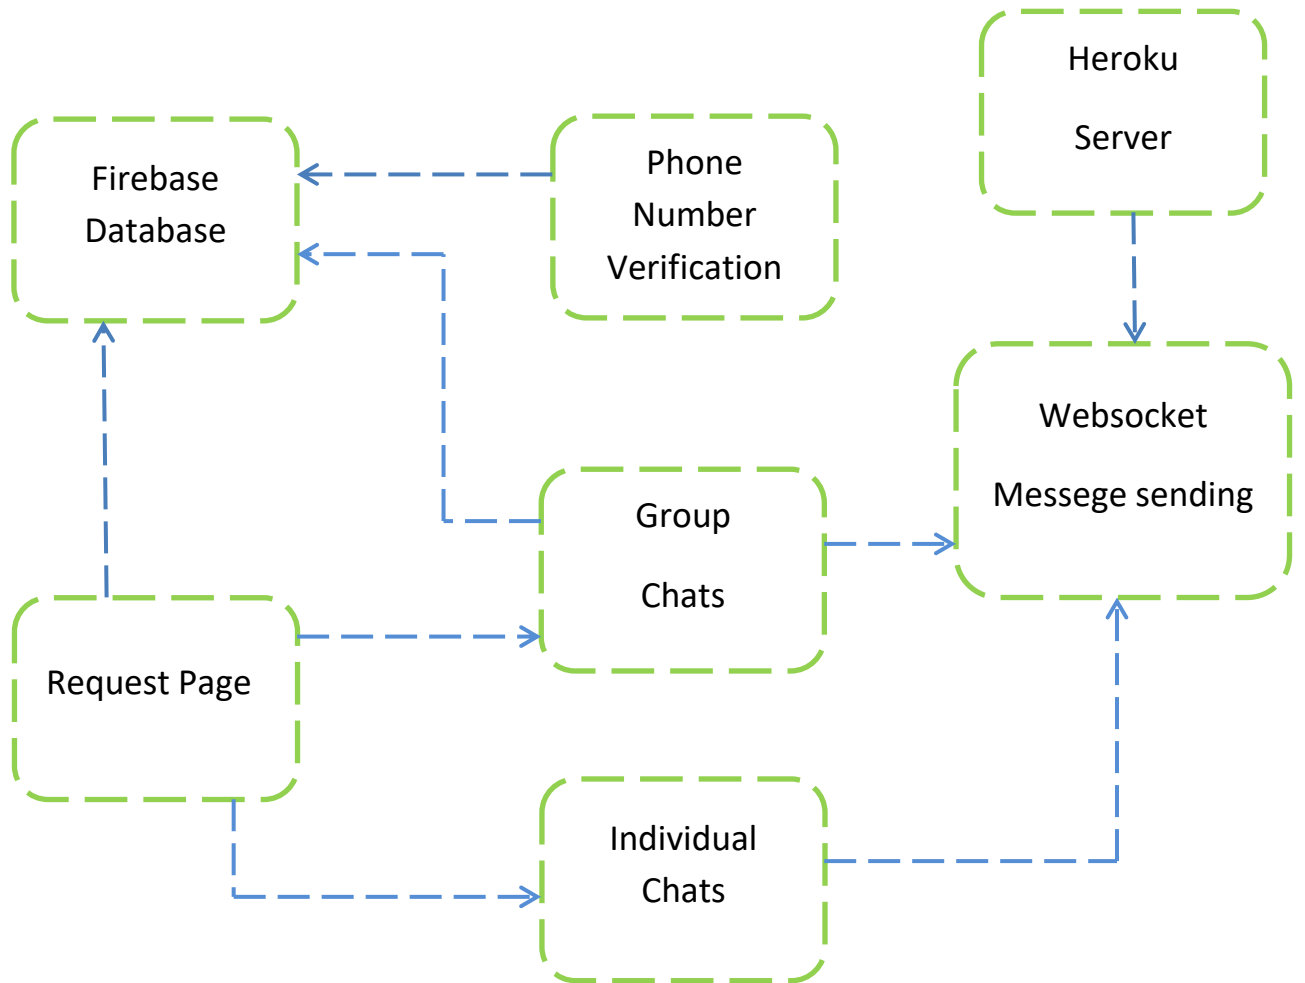 Heroku
Server
Firebase
Database
Phone
Number
Verification
Websocket
Messege sending
Group
Chats
Request Page
Individual
Chats